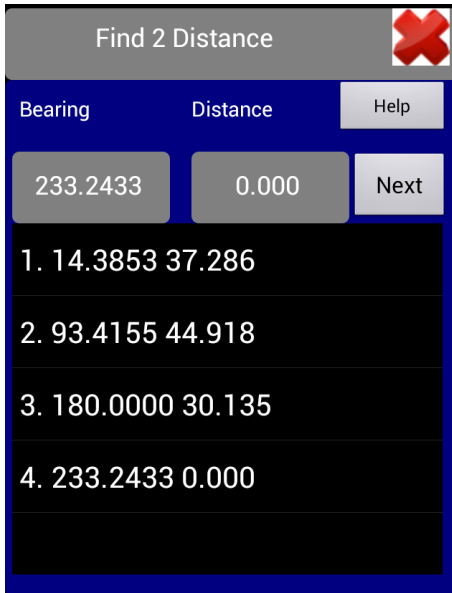 Find 2 Distance
Bearing Distance Help
233.2433 0.000 Next
1. 14.3853 37.286
2. 93.4155 44.918
3. 180.0000 30.135
4. 233.2433 0.000